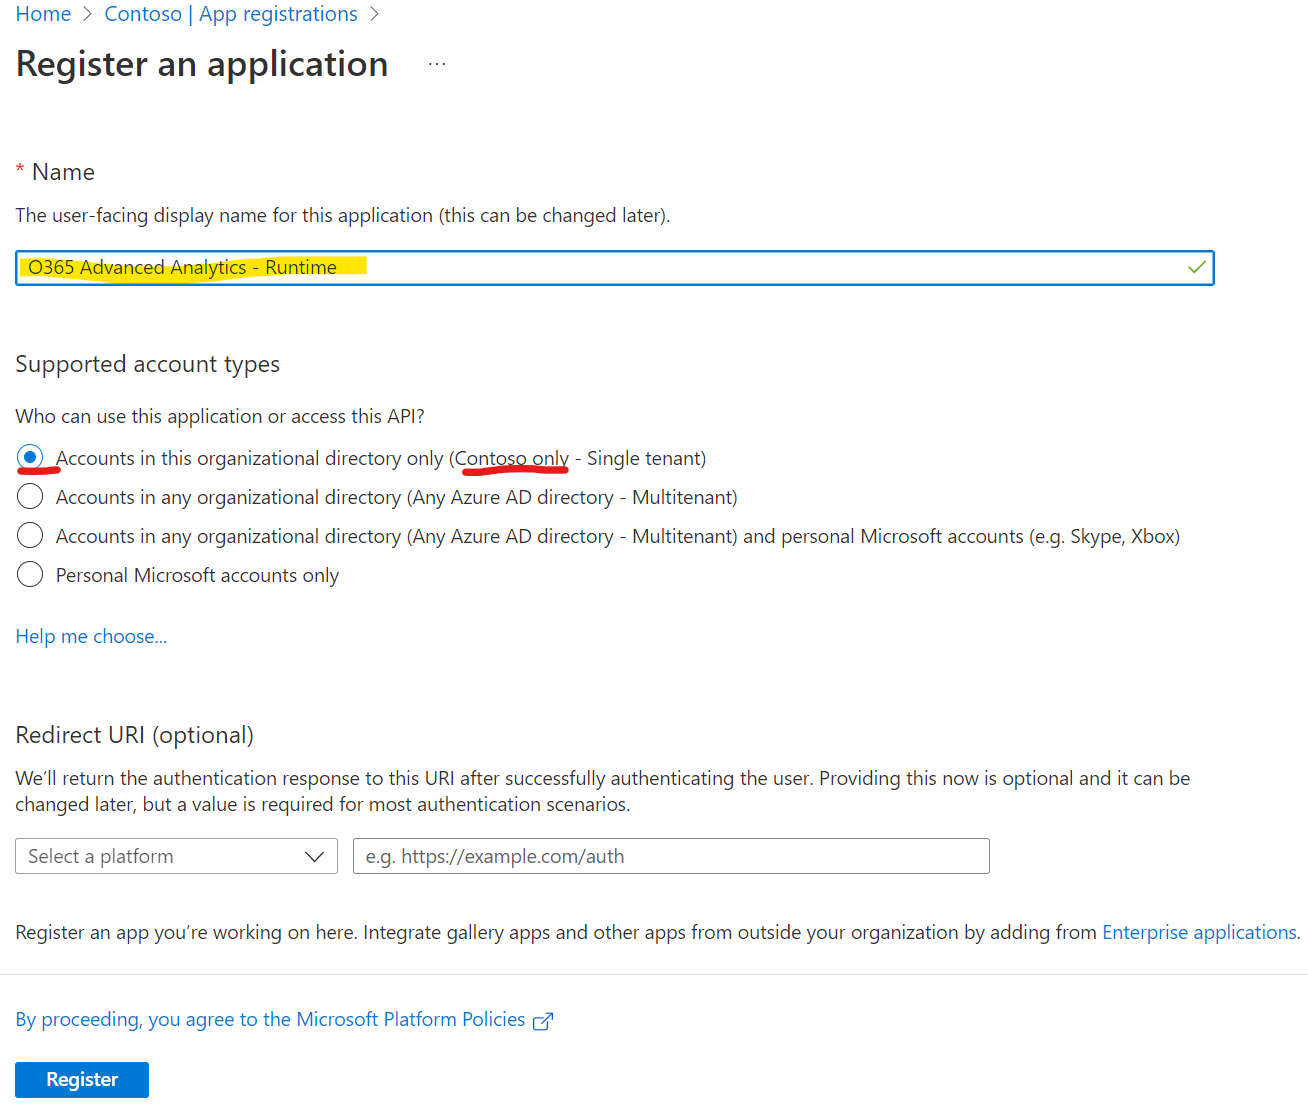 Home > Contoso | App registrations >
Register an application ...
* Name
The user-facing display name for this application (this can be changed later).
O365 Advanced Analytics - Runtime
Supported account types
Who can use this application or access this API?
Accounts in this organizational directory only (Contoso only - Single tenant)
Accounts in any organizational directory (Any Azure AD directory - Multitenant)
Accounts in any organizational directory (Any Azure AD directory - Multitenant) and personal Microsoft accounts (e.g. Skype, Xbox)
Personal Microsoft accounts only
Help me choose...
Redirect URI (optional)
We'll return the authentication response to this URI after successfully authenticating the user. Providing this now is optional and it can be
changed later, but a value is required for most authentication scenarios.
Select a platform e.g. https://example.com/auth
Register an app you're working on here. Integrate gallery apps and other apps from outside your organization by adding from Enterprise applications.
By proceeding, you agree to the Microsoft Platform Policies
Register